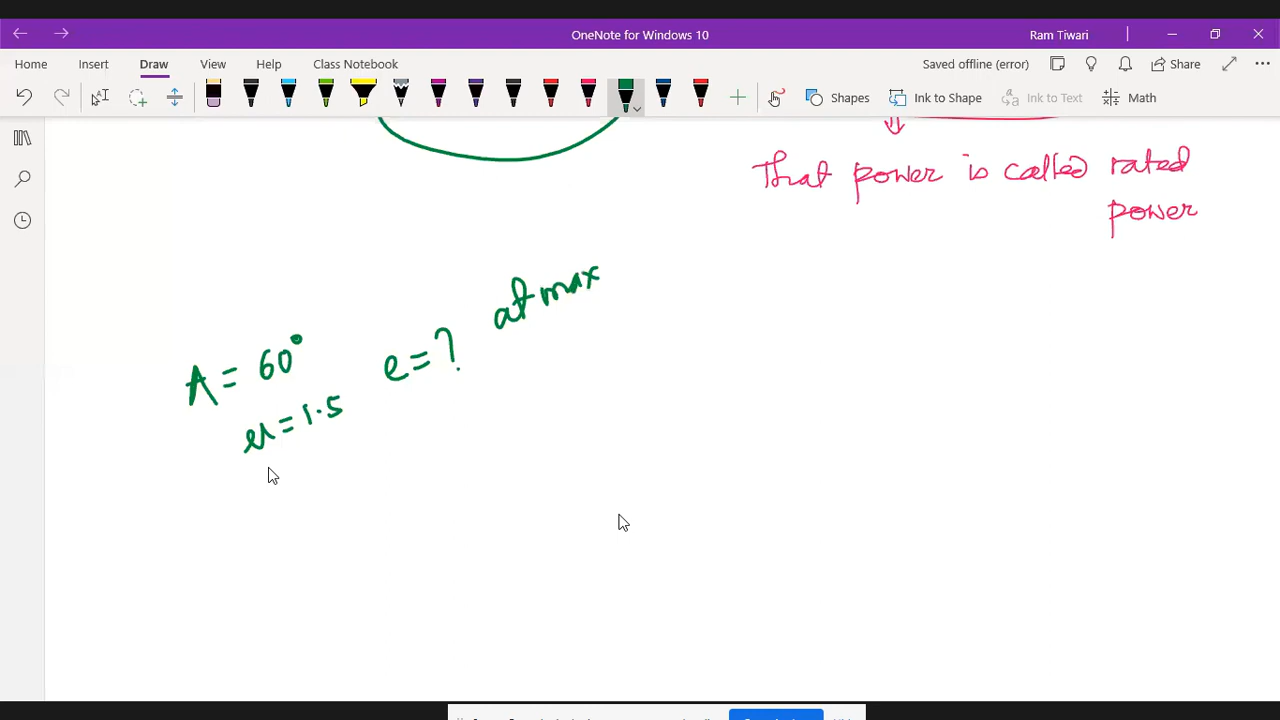 OneNote for Windows 10
Ram Tiwari
Home Insert Draw View Help Class Notebook
Saved offline (error) Share
Shapes Ink to Shape Ink to Text Math
That power is called rated
power
at max
A = 60° e = ?
μ = 1.5